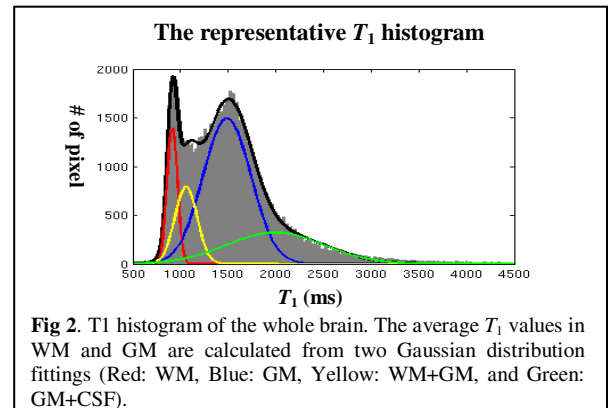 The representative T₁ histogram
2000
1500
1000
500
0
# of pixel
500 1000 1500 2000 2500 3000 3500 4000 4500
T₁ (ms)
Fig 2. T1 histogram of the whole brain. The average T₁ values in
WM and GM are calculated from two Gaussian distribution
fittings (Red: WM, Blue: GM, Yellow: WM+GM, and Green:
GM+CSF).